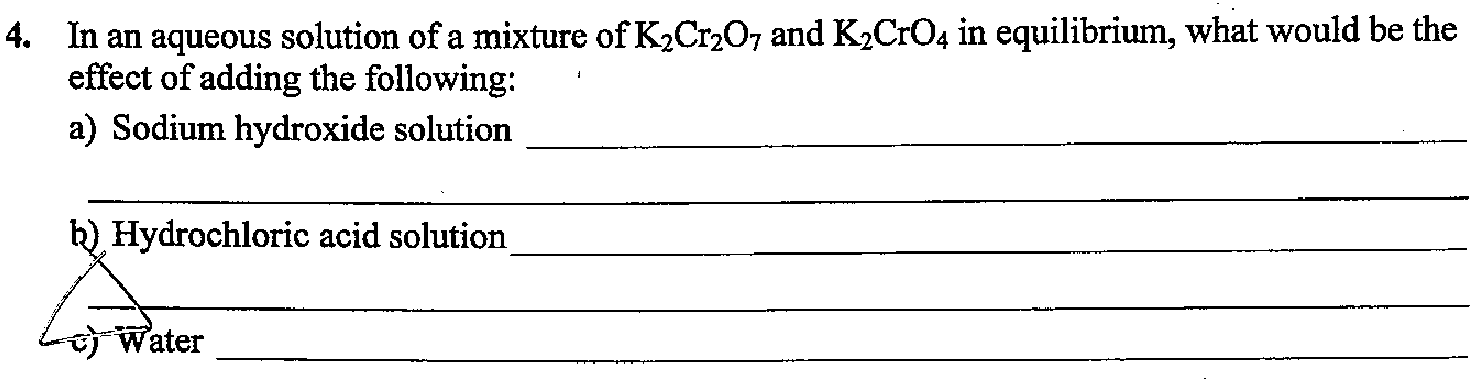 4. In an aqueous solution of a mixture of K₂Cr₂O₇ and K₂CrO₄ in equilibrium, what would be the
effect of adding the following:
a) Sodium hydroxide solution
b) Hydrochloric acid solution
c) Water